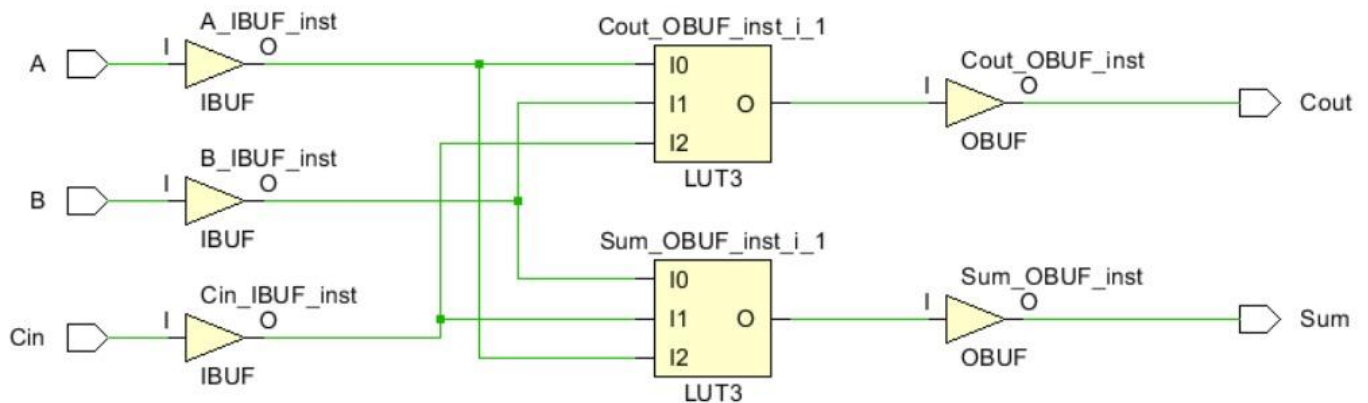 A
I
A_IBUF_inst
O
IBUF
B
I
B_IBUF_inst
O
IBUF
Cin
I
Cin_IBUF_inst
O
IBUF
Cout_OBUF_inst_i_1
I0
I1
I2
O
LUT3
Sum_OBUF_inst_i_1
I0
I1
I2
O
LUT3
I
Cout_OBUF_inst
O
OBUF
Cout
I
Sum_OBUF_inst
O
OBUF
Sum